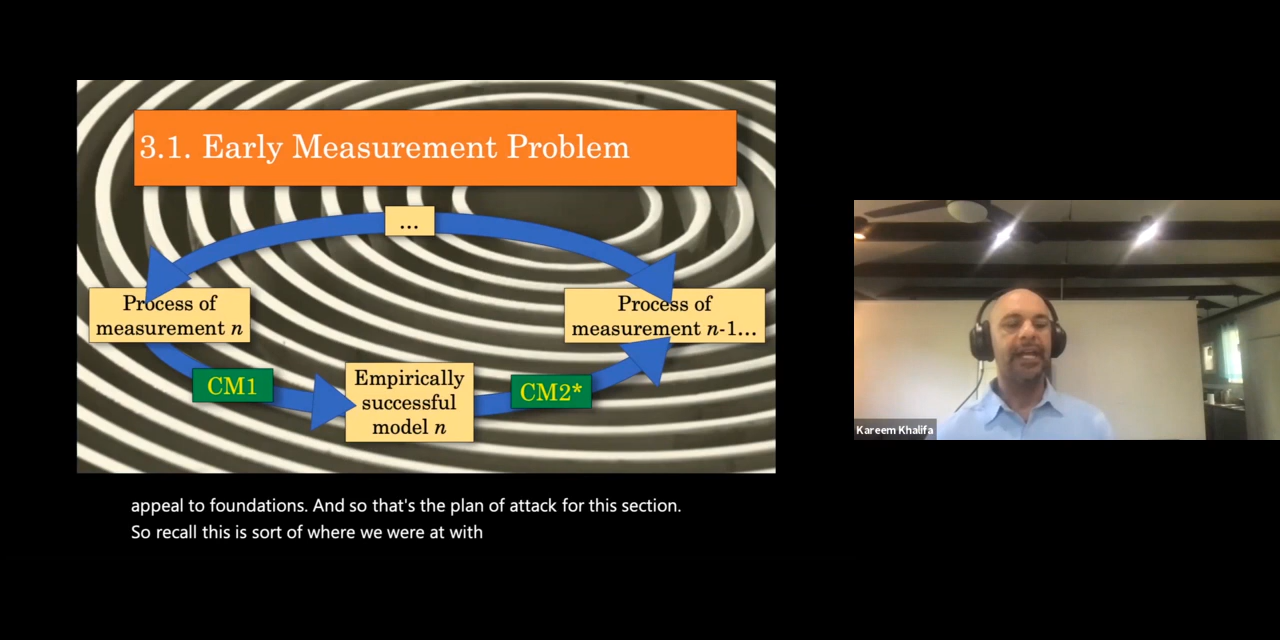 3.1. Early Measurement Problem
...
Process of
measurement n
Process of
measurement n-1...
CM1
Empirically
successful
model n
CM2*
Kareem Khalifa
appeal to foundations. And so that's the plan of attack for this section.
So recall this is sort of where we were at with